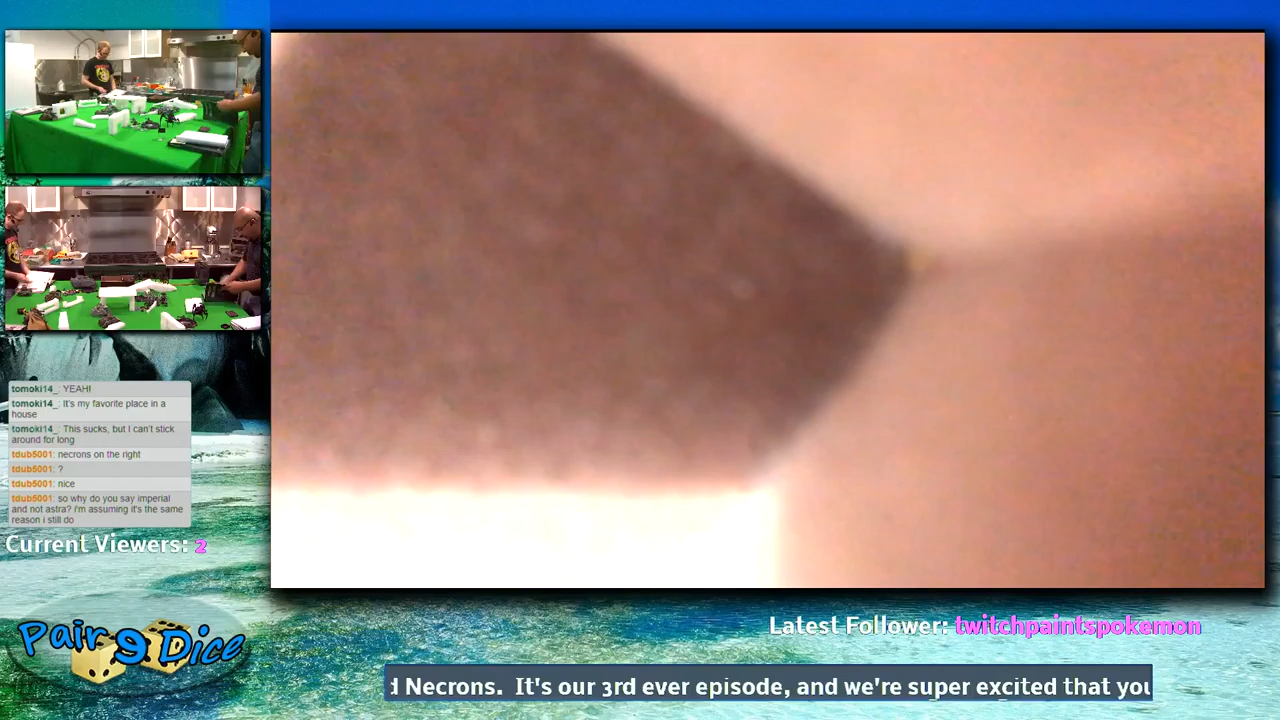 tomoki14_: YEAH!
tomoki14_: It's my favorite place in a
house
tomoki14_: This sucks, but I can't stick
around for long
tdub5001: necrons on the right
tdub5001: ?
tdub5001: nice
tdub5001: so why do you say imperial
and not astra? i'm assuming it's the same
reason i still do
Current Viewers: 2
Pair 9 Dice
Latest Follower: twitchpaintspokemon
d Necrons. It's our 3rd ever episode, and we're super excited that you